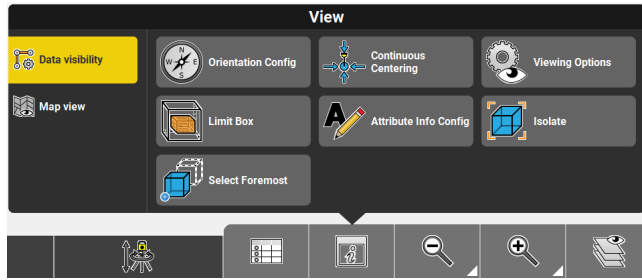 View
Data visibility
Map view
Orientation Config
Continuous
Centering
Viewing Options
Limit Box
Attribute Info Config
Isolate
Select Foremost